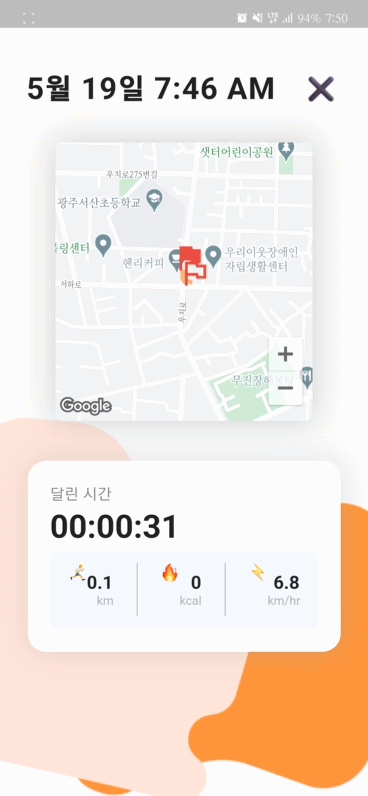 94% 7:50
5월 19일 7:46 AM
샛터어린이공원
우치로275번길
광주서산초등학교
링센터
헨리커피
우리이웃장애인
자립생활센터
서하로
우치로
+
무진장
−
Google
달린 시간
00:00:31
0.1
0
6.8
km
kcal
km/hr